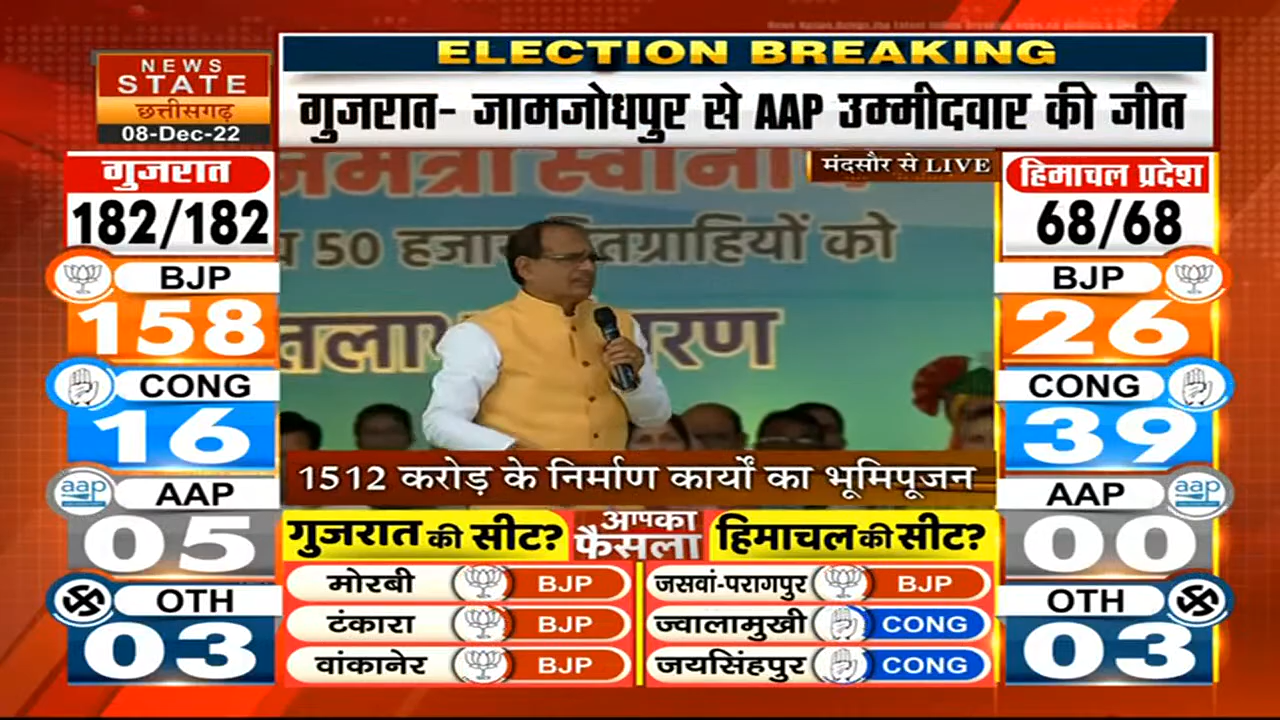 ELECTION BREAKING
NEWS
STATE
छत्तीसगढ़
08-Dec-22
गुजरात- जामजोधपुर से AAP उम्मीदवार की जीत
गुजरात
182/182
BJP
158
CONG
16
AAP
aap
05
OTH
03
मंदसौर से LIVE
50 हजार
को
1512 करोड़ के निर्माण कार्यों का भूमिपूजन
हिमाचल प्रदेश
68/68
BJP
26
CONG
39
AAP
aap
00
OTH
03
गुजरात की सीट?
आपका
फैसला
हिमाचल की सीट?
मोरबी BJP
टंकारा BJP
वांकानेर BJP
जसवां-परागपुर BJP
ज्वालामुखी CONG
जयसिंहपुर CONG